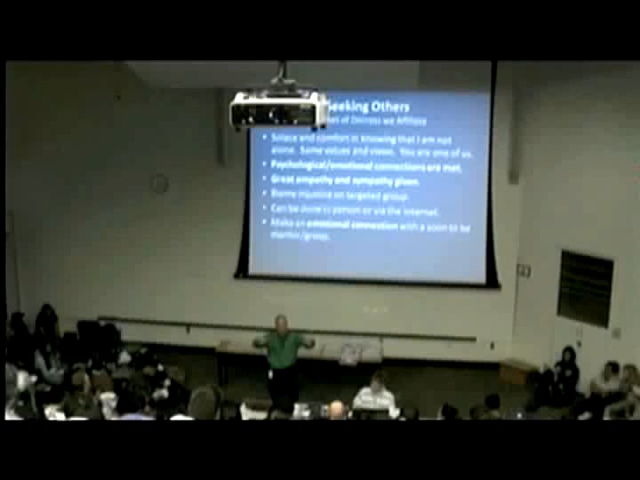 Seeking Others
of Distress we Affiliate
• Solace and comfort in knowing that I am not
alone. Same values and views. You are one of us.
• Psychological/emotional connections are met.
• Great empathy and sympathy given.
• Blame injustice on targeted group.
• Can be done in person or via the internet.
• Make an emotional connection with a soon to be
martyr/group.